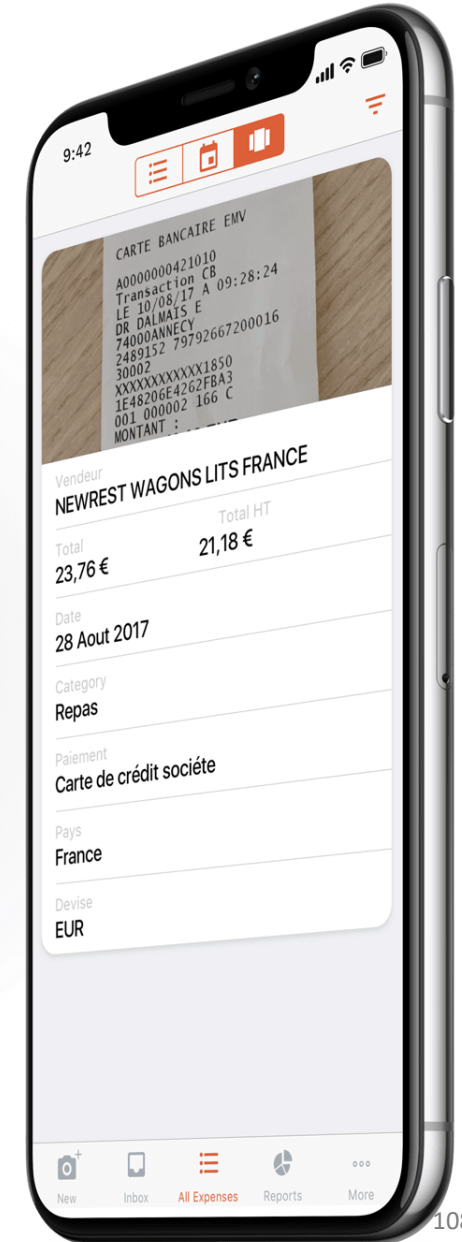 9:42
CARTE BANCAIRE EMV
A0000000421010
Transaction CB
LE 10/08/17 A 09:28:24
DR DALMAIS E
74000ANNECY
2489152 79792667200016
30002
XXXXXXXXXXXX1850
1E48206E4262FBA3
001 000002 166 C
MONTANT :
Vendeur
NEWREST WAGONS LITS FRANCE
Total Total HT
23,76 € 21,18 €
Date
28 Aout 2017
Category
Repas
Paiement
Carte de crédit sociéte
Pays
France
Devise
EUR
New Inbox All Expenses Reports More
108